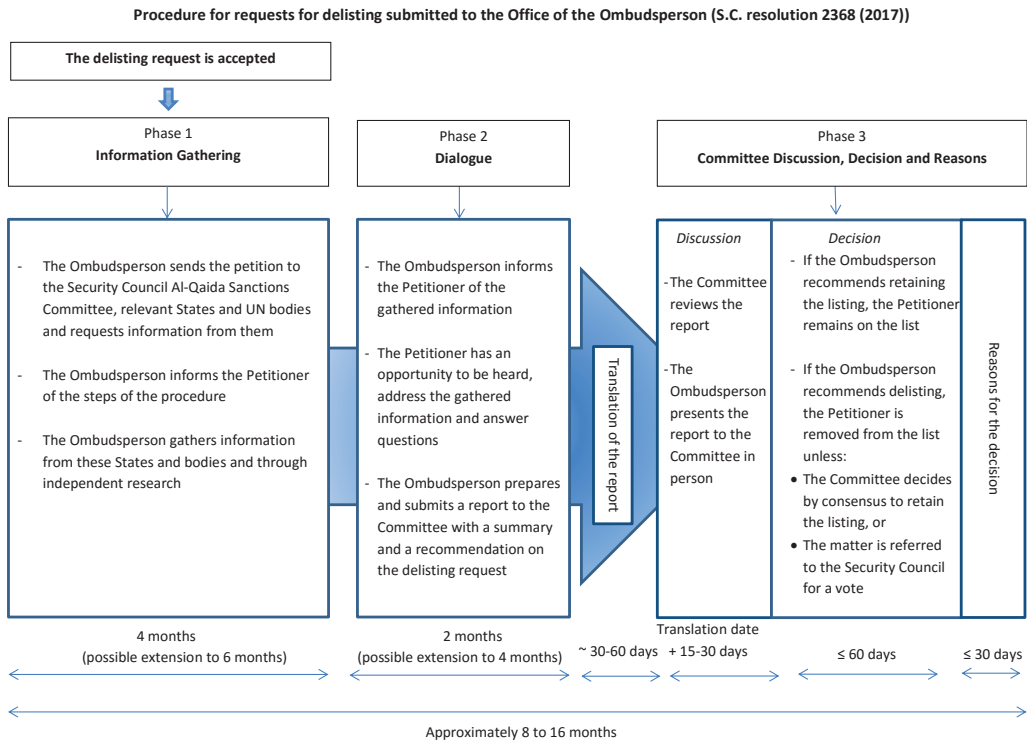 Procedure for requests for delisting submitted to the Office of the Ombudsperson (S.C. resolution 2368 (2017))
The delisting request is accepted
Phase 1
Information Gathering
Phase 2
Dialogue
Phase 3
Committee Discussion, Decision and Reasons
- The Ombudsperson sends the petition to
the Security Council Al-Qaida Sanctions
Committee, relevant States and UN bodies
and requests information from them
- The Ombudsperson informs the Petitioner
of the steps of the procedure
- The Ombudsperson gathers information
from these States and bodies and through
independent research
- The Ombudsperson informs
the Petitioner of the
gathered information
- The Petitioner has an
opportunity to be heard,
address the gathered
information and answer
questions
- The Ombudsperson prepares
and submits a report to the
Committee with a summary
and a recommendation on
the delisting request
Translation of the report
Discussion
- The Committee
reviews the
report
- The
Ombudsperson
presents the
report to the
Committee in
person
Decision
- If the Ombudsperson
recommends retaining
the listing, the Petitioner
remains on the list
- If the Ombudsperson
recommends delisting,
the Petitioner is
removed from the list
unless:
• The Committee decides
by consensus to retain
the listing, or
• The matter is referred
to the Security Council
for a vote
Reasons for the decision
4 months
(possible extension to 6 months)
2 months
(possible extension to 4 months)
~ 30-60 days
Translation date
+ 15-30 days
≤ 60 days
≤ 30 days
Approximately 8 to 16 months